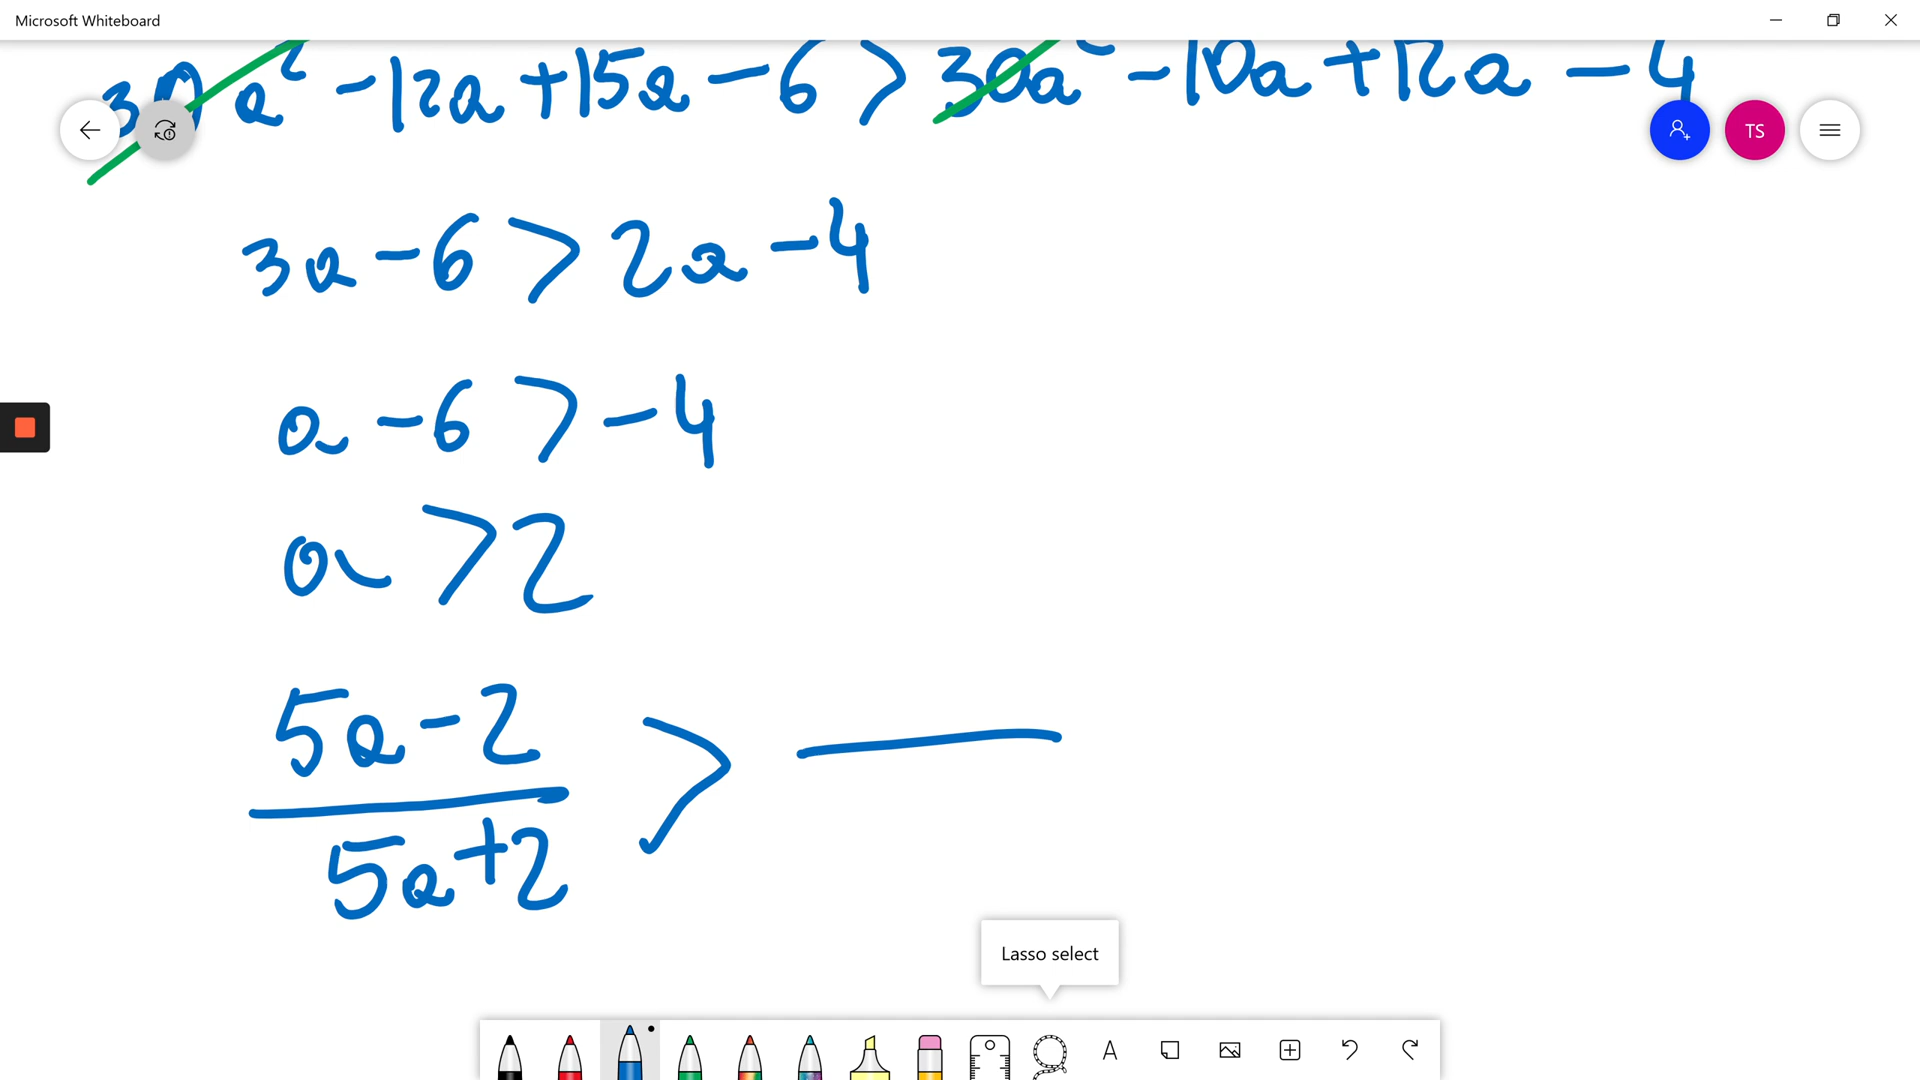 Microsoft Whiteboard
30a² - 12a + 15a - 6 > 30a² - 10a + 12a - 4
TS
3a - 6 > 2a - 4
a - 6 > - 4
a > 2
5a - 2 >
5a + 2
Lasso select
A